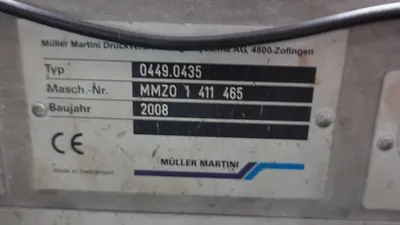 Müller Martini Druckver Systeme AG, 4800-Zofingen
Typ 0449.0435
Masch.-Nr. MMZO 1 411 465
Baujahr 2008
CE
MÜLLER MARTINI
Made in Switzerland